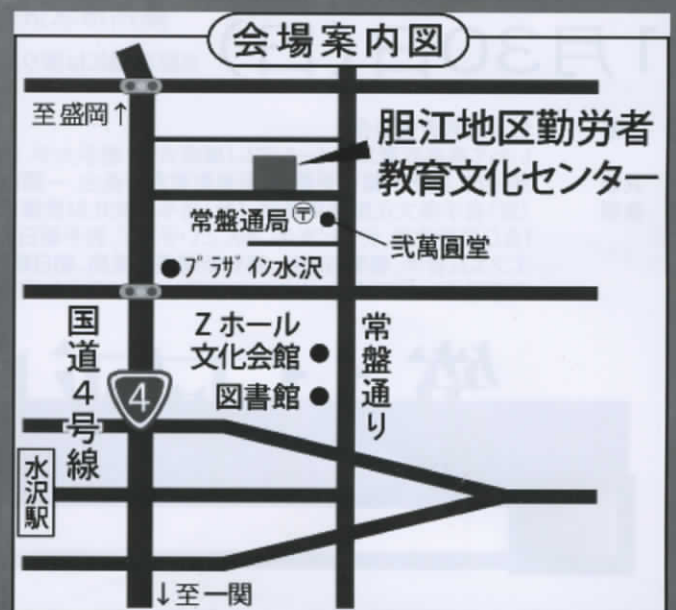 会場案内図
至盛岡↑
胆江地区勤労者
教育文化センター
常盤通局〒
弐萬圓堂
プラザイン水沢
国道4号線
4
Zホール
文化会館
図書館
常盤通り
水沢駅
↓至一関